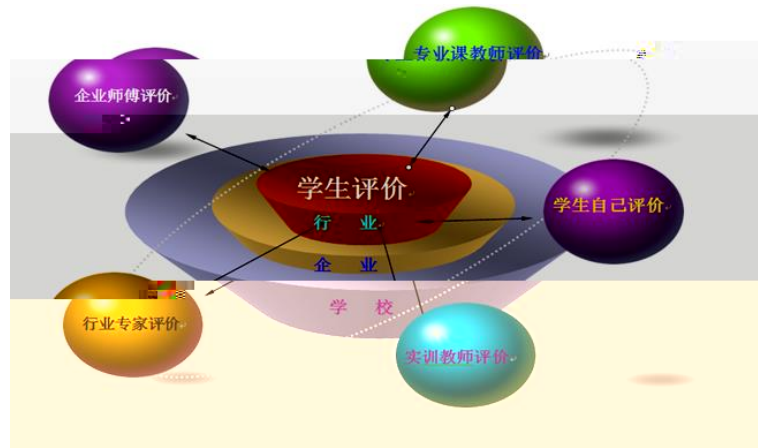 专业课教师评价
企业师傅评价
学生评价
学生自己评价
行 业
企 业
学 校
行业专家评价
实训教师评价